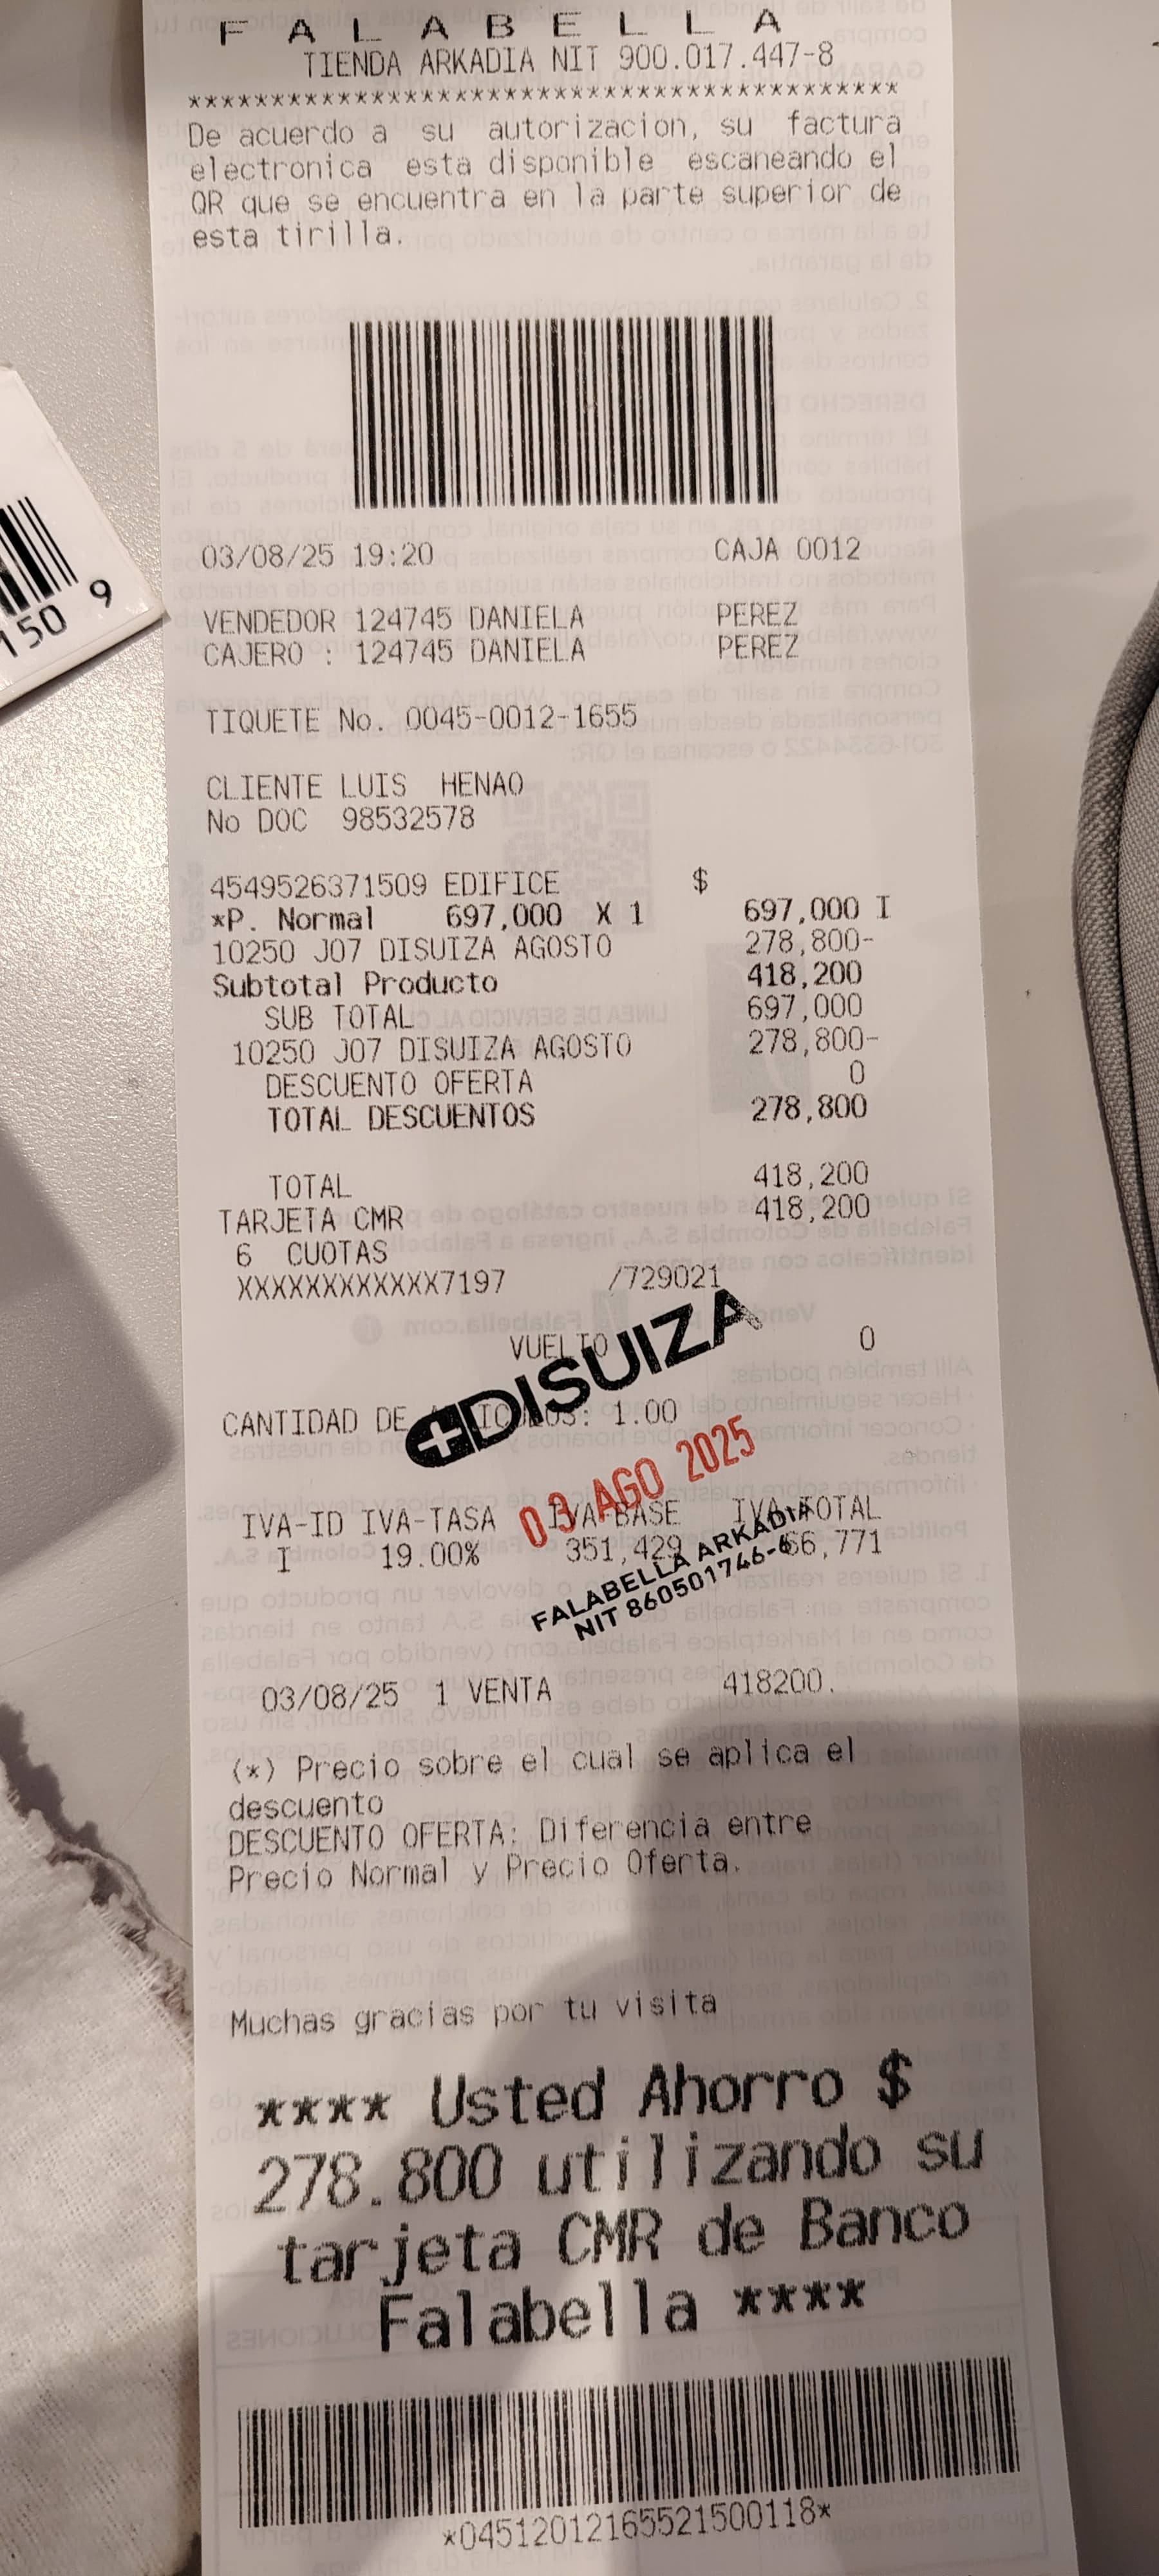 F A L A B E L L A
TIENDA ARKADIA NIT 900.017.447-8
*******************************************
De acuerdo a su autorizacion, su factura
electronica esta disponible escaneando el
QR que se encuentra en la parte superior de
esta tirilla.
03/08/25 19:20 CAJA 0012
VENDEDOR 124745 DANIELA PEREZ
CAJERO : 124745 DANIELA PEREZ
TIQUETE No. 0045-0012-1655
CLIENTE LUIS HENAO
No DOC 98532578
4549526371509 EDIFICE $
*P. Normal 697,000 X 1 697,000 I
10250 J07 DISUIZA AGOSTO 278,800-
Subtotal Producto 418,200
SUB TOTAL 697,000
10250 J07 DISUIZA AGOSTO 278,800-
DESCUENTO OFERTA 0
TOTAL DESCUENTOS 278,800
TOTAL 418,200
TARJETA CMR 418,200
6 CUOTAS
XXXXXXXXXXXX7197 /729021
VUELTO 0
DISUIZA
CANTIDAD DE 1.00
03 AGO 2025
IVA-ID IVA-TASA IVA-BASE IVA-TOTAL
I 19.00% 351,429 66,771
FALABELLA ARKADIA
NIT 860501746-6
03/08/25 1 VENTA 418200.
(*) Precio sobre el cual se aplica el
descuento
DESCUENTO OFERTA: Diferencia entre
Precio Normal y Precio Oferta.
Muchas gracias por tu visita
**** Usted Ahorro $
278.800 utilizando su
tarjeta CMR de Banco
Falabella ****
*04512012165521500118*
150 9